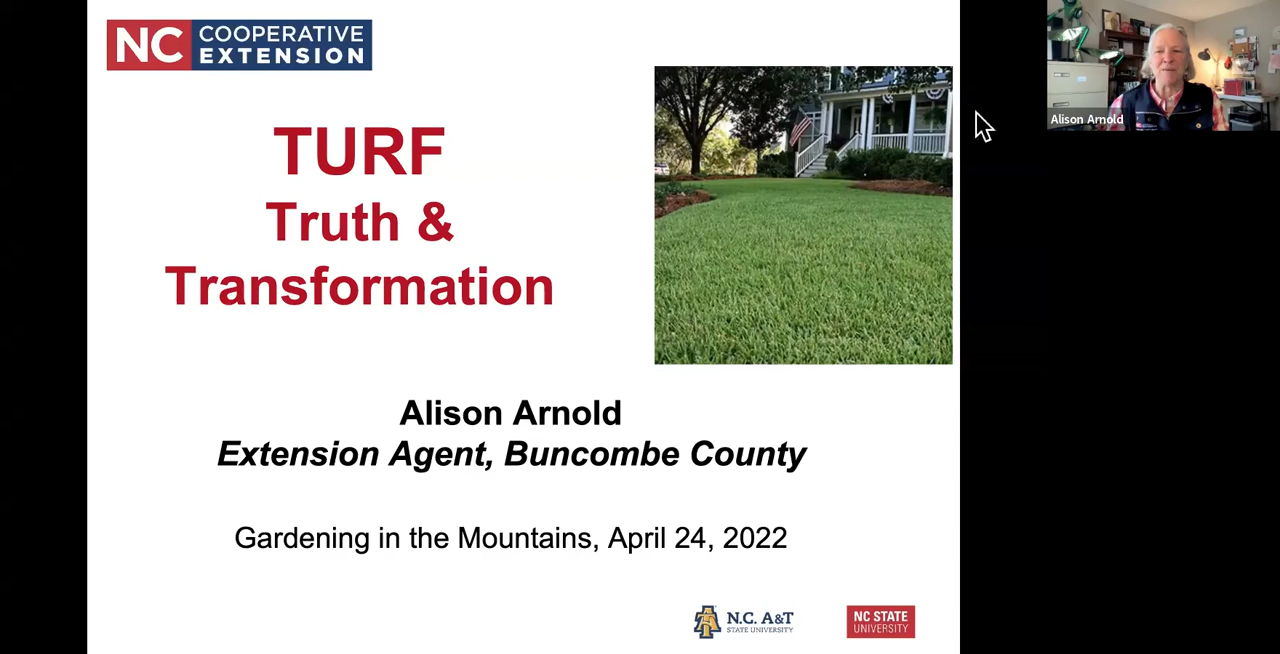 NC COOPERATIVE
EXTENSION
TURF
Truth &
Transformation
Alison Arnold
Extension Agent, Buncombe County
Gardening in the Mountains, April 24, 2022
N.C. A&T
STATE UNIVERSITY
NC STATE
UNIVERSITY
Alison Arnold